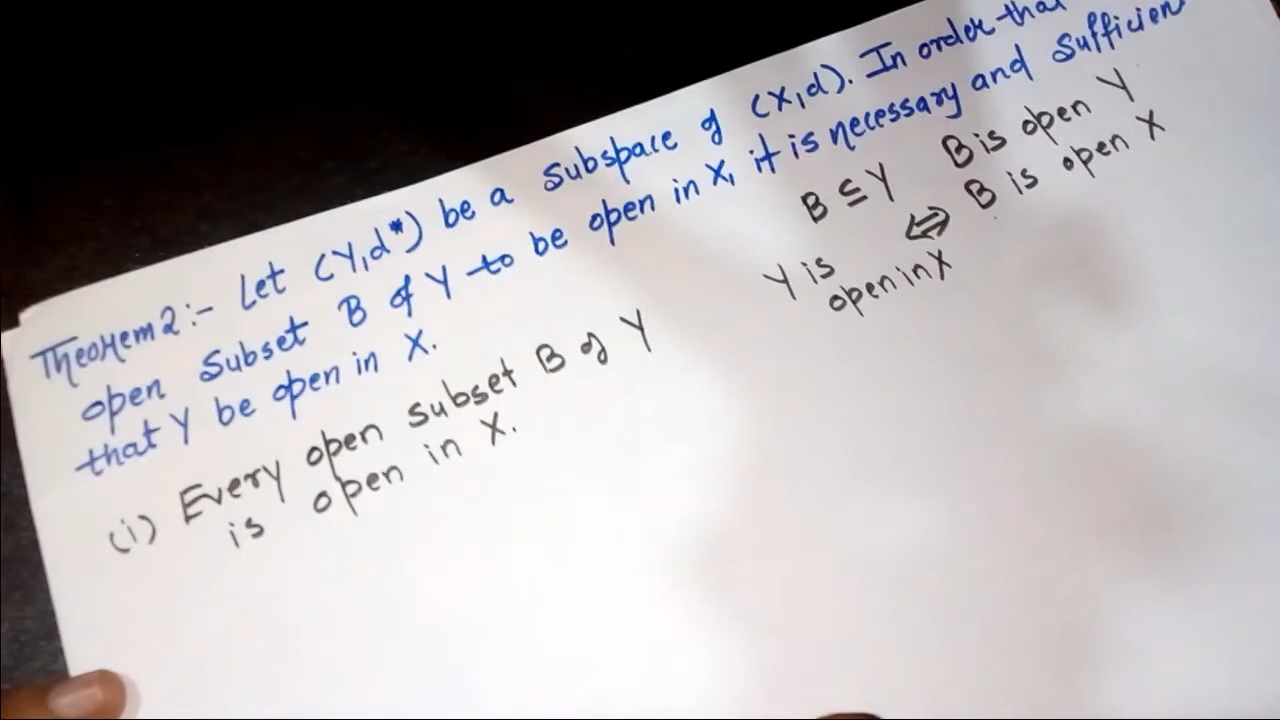 Theorem 2:- Let (Y,d*) be a subspace of (X,d). In order that
open subset B of Y to be open in X, it is necessary and sufficien
that Y be open in X.
B ⊆ Y B is open Y
⇔ B is open X
Y is
open in X
(i) Every open subset B of Y
is open in X.